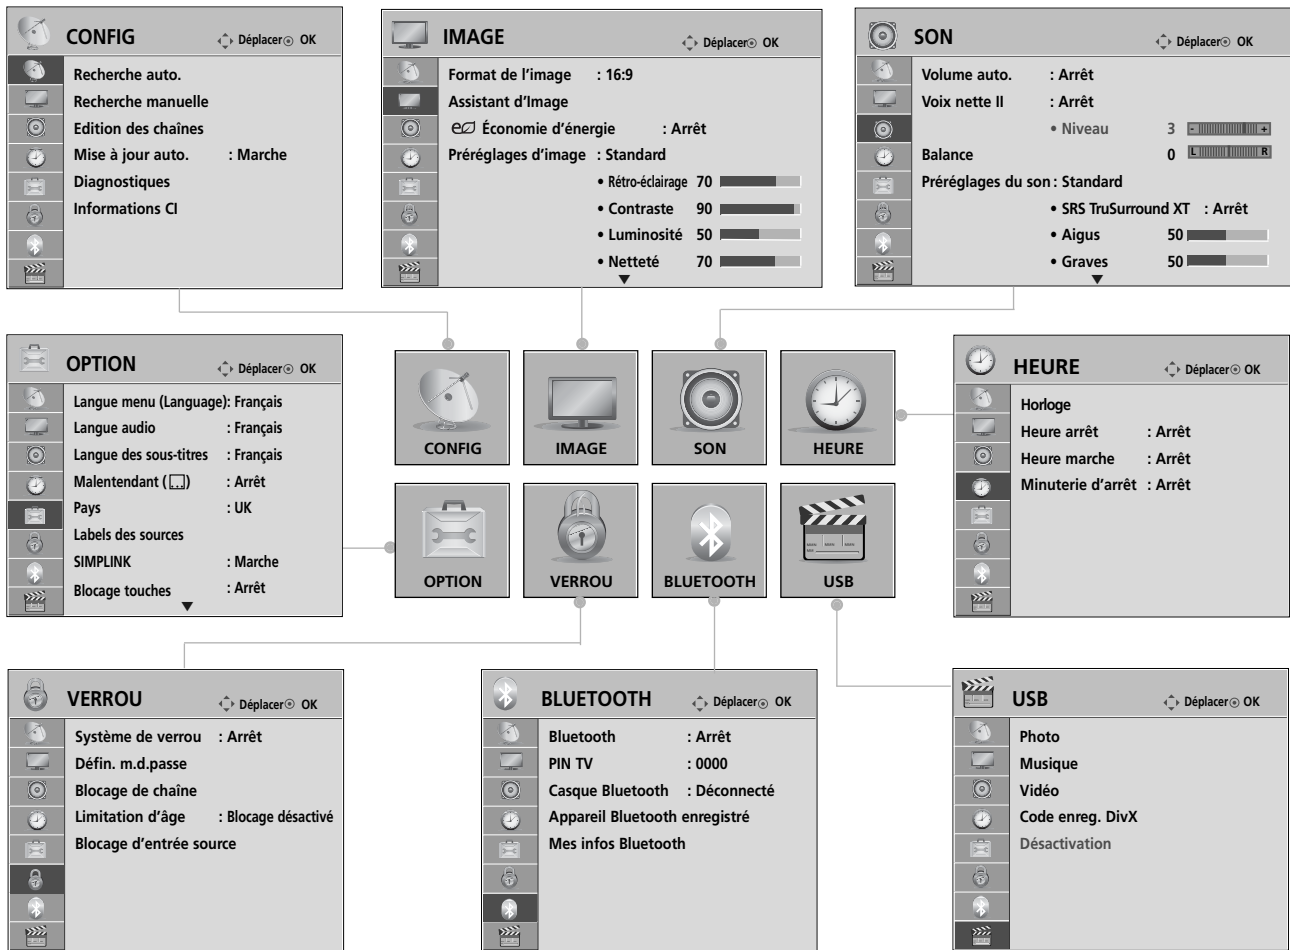 CONFIG Déplacer OK
Recherche auto.
Recherche manuelle
Edition des chaînes
Mise à jour auto. : Marche
Diagnostiques
Informations CI
IMAGE Déplacer OK
Format de l'image : 16:9
Assistant d'Image
Économie d'énergie : Arrêt
Préréglages d'image : Standard
• Rétro-éclairage 70
• Contraste 90
• Luminosité 50
• Netteté 70
SON Déplacer OK
Volume auto. : Arrêt
Voix nette II : Arrêt
• Niveau 3 - +
Balance 0 L R
Préréglages du son : Standard
• SRS TruSurround XT : Arrêt
• Aigus 50
• Graves 50
OPTION Déplacer OK
Langue menu (Language) : Français
Langue audio : Français
Langue des sous-titres : Français
Malentendant ( ) : Arrêt
Pays : UK
Labels des sources
SIMPLINK : Marche
Blocage touches : Arrêt
CONFIG
IMAGE
SON
HEURE
OPTION
VERROU
BLUETOOTH
USB
HEURE Déplacer OK
Horloge
Heure arrêt : Arrêt
Heure marche : Arrêt
Minuterie d'arrêt : Arrêt
VERROU Déplacer OK
Système de verrou : Arrêt
Défin. m.d.passe
Blocage de chaîne
Limitation d'âge : Blocage désactivé
Blocage d'entrée source
BLUETOOTH Déplacer OK
Bluetooth : Arrêt
PIN TV : 0000
Casque Bluetooth : Déconnecté
Appareil Bluetooth enregistré
Mes infos Bluetooth
USB Déplacer OK
Photo
Musique
Vidéo
Code enreg. DivX
Désactivation